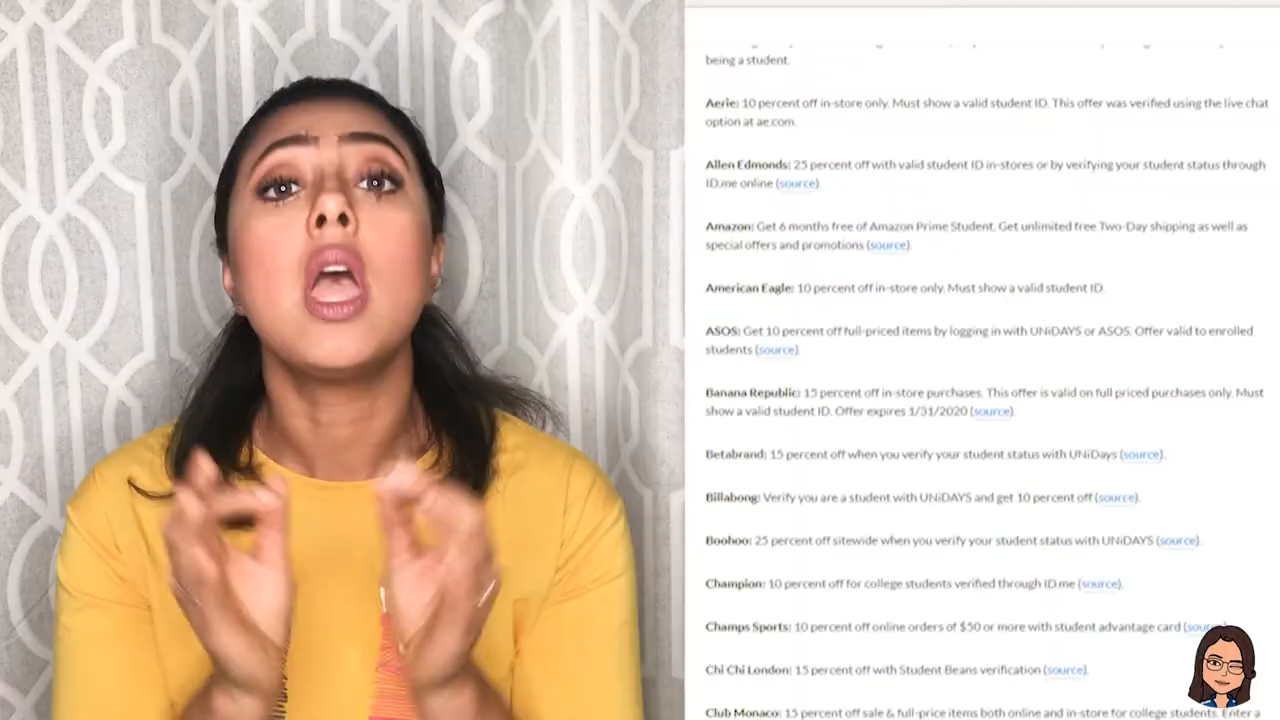 being a student.
Aerie: 10 percent off in-store only. Must show a valid student ID. This offer was verified using the live chat
option at ae.com.
Allen Edmonds: 25 percent off with valid student ID in-stores or by verifying your student status through
ID.me online (source).
Amazon: Get 6 months free of Amazon Prime Student. Get unlimited free Two-Day shipping as well as
special offers and promotions (source).
American Eagle: 10 percent off in-store only. Must show a valid student ID.
ASOS: Get 10 percent off full-priced items by logging in with UNiDAYS or ASOS. Offer valid to enrolled
students (source).
Banana Republic: 15 percent off in-store purchases. This offer is valid on full priced purchases only. Must
show a valid student ID. Offer expires 1/31/2020 (source).
Betabrand: 15 percent off when you verify your student status with UNiDays (source).
Billabong: Verify you are a student with UNiDAYS and get 10 percent off (source).
Boohoo: 25 percent off sitewide when you verify your student status with UNiDAYS (source).
Champion: 10 percent off for college students verified through ID.me (source).
Champs Sports: 10 percent off online orders of $50 or more with student advantage card
Chi Chi London: 15 percent off with Student Beans verification (source).
Club Monaco: 15 percent off sale & full-price items both online and in-store for college students. Enter a